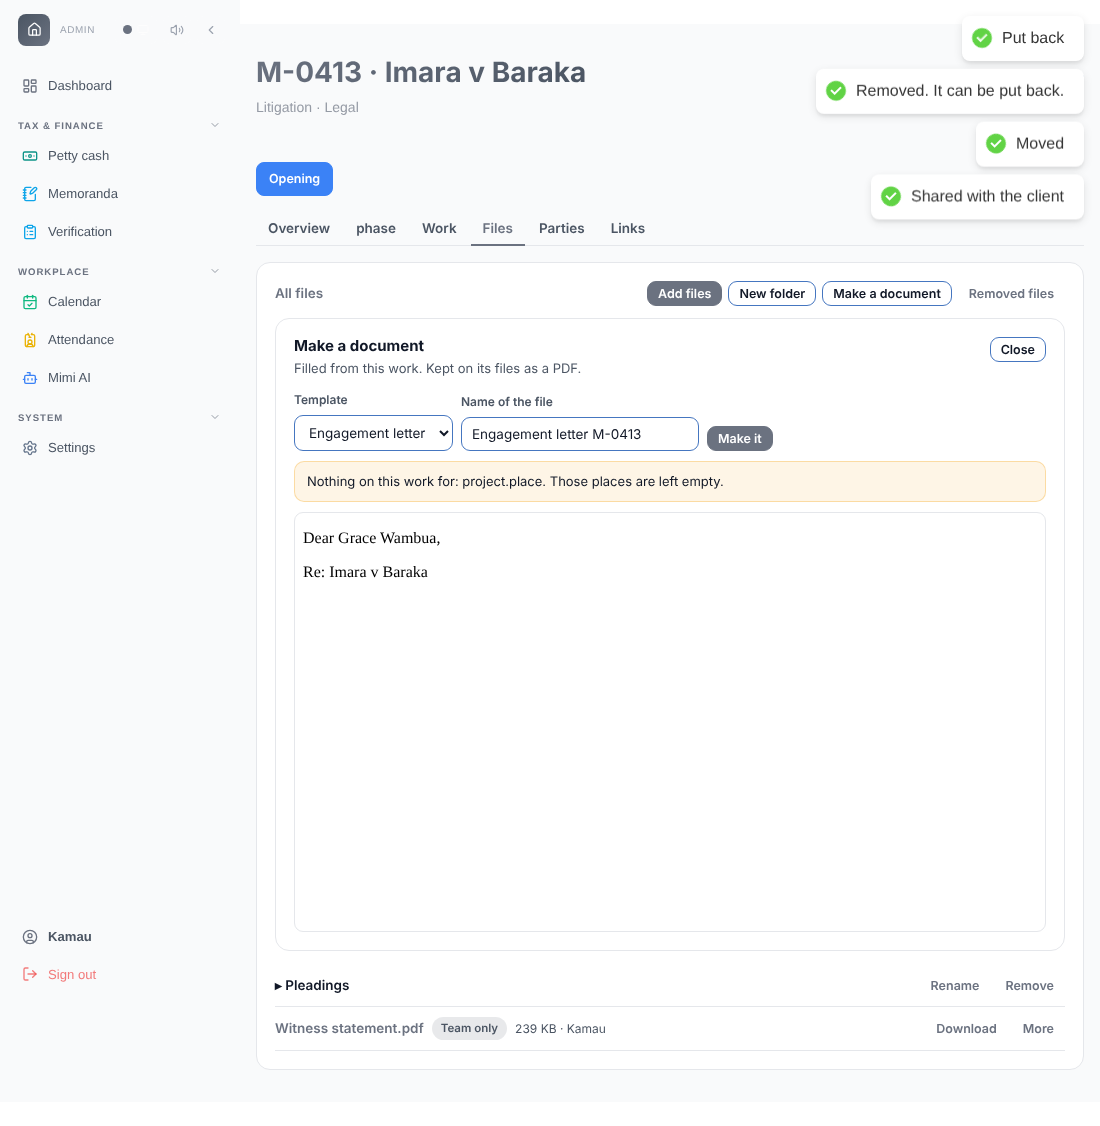 ADMIN
Dashboard
TAX & FINANCE
Petty cash
Memoranda
Verification
WORKPLACE
Calendar
Attendance
Mimi AI
SYSTEM
Settings
Kamau
Sign out
Put back
Removed. It can be put back.
Moved
Shared with the client
M-0413 · Imara v Baraka
Litigation · Legal
Opening
Overview phase Work Files Parties Links
All files Add files New folder Make a document Removed files
Make a document Close
Filled from this work. Kept on its files as a PDF.
Template Name of the file
Engagement letter Engagement letter M-0413 Make it
Nothing on this work for: project.place. Those places are left empty.
Dear Grace Wambua,
Re: Imara v Baraka
▸ Pleadings Rename Remove
Witness statement.pdf Team only 239 KB · Kamau Download More